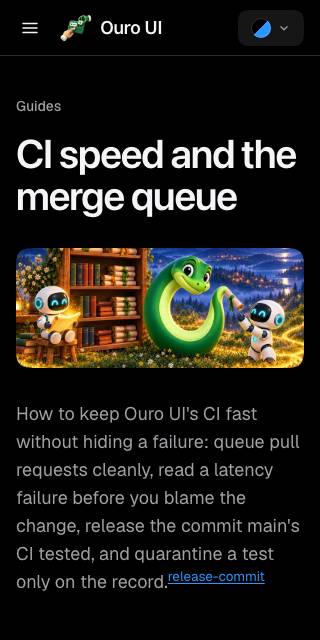 Ouro UI
Guides
CI speed and the
merge queue
How to keep Ouro UI's CI fast
without hiding a failure: queue pull
requests cleanly, read a latency
failure before you blame the
change, release the commit main's
CI tested, and quarantine a test
only on the record.release-commit